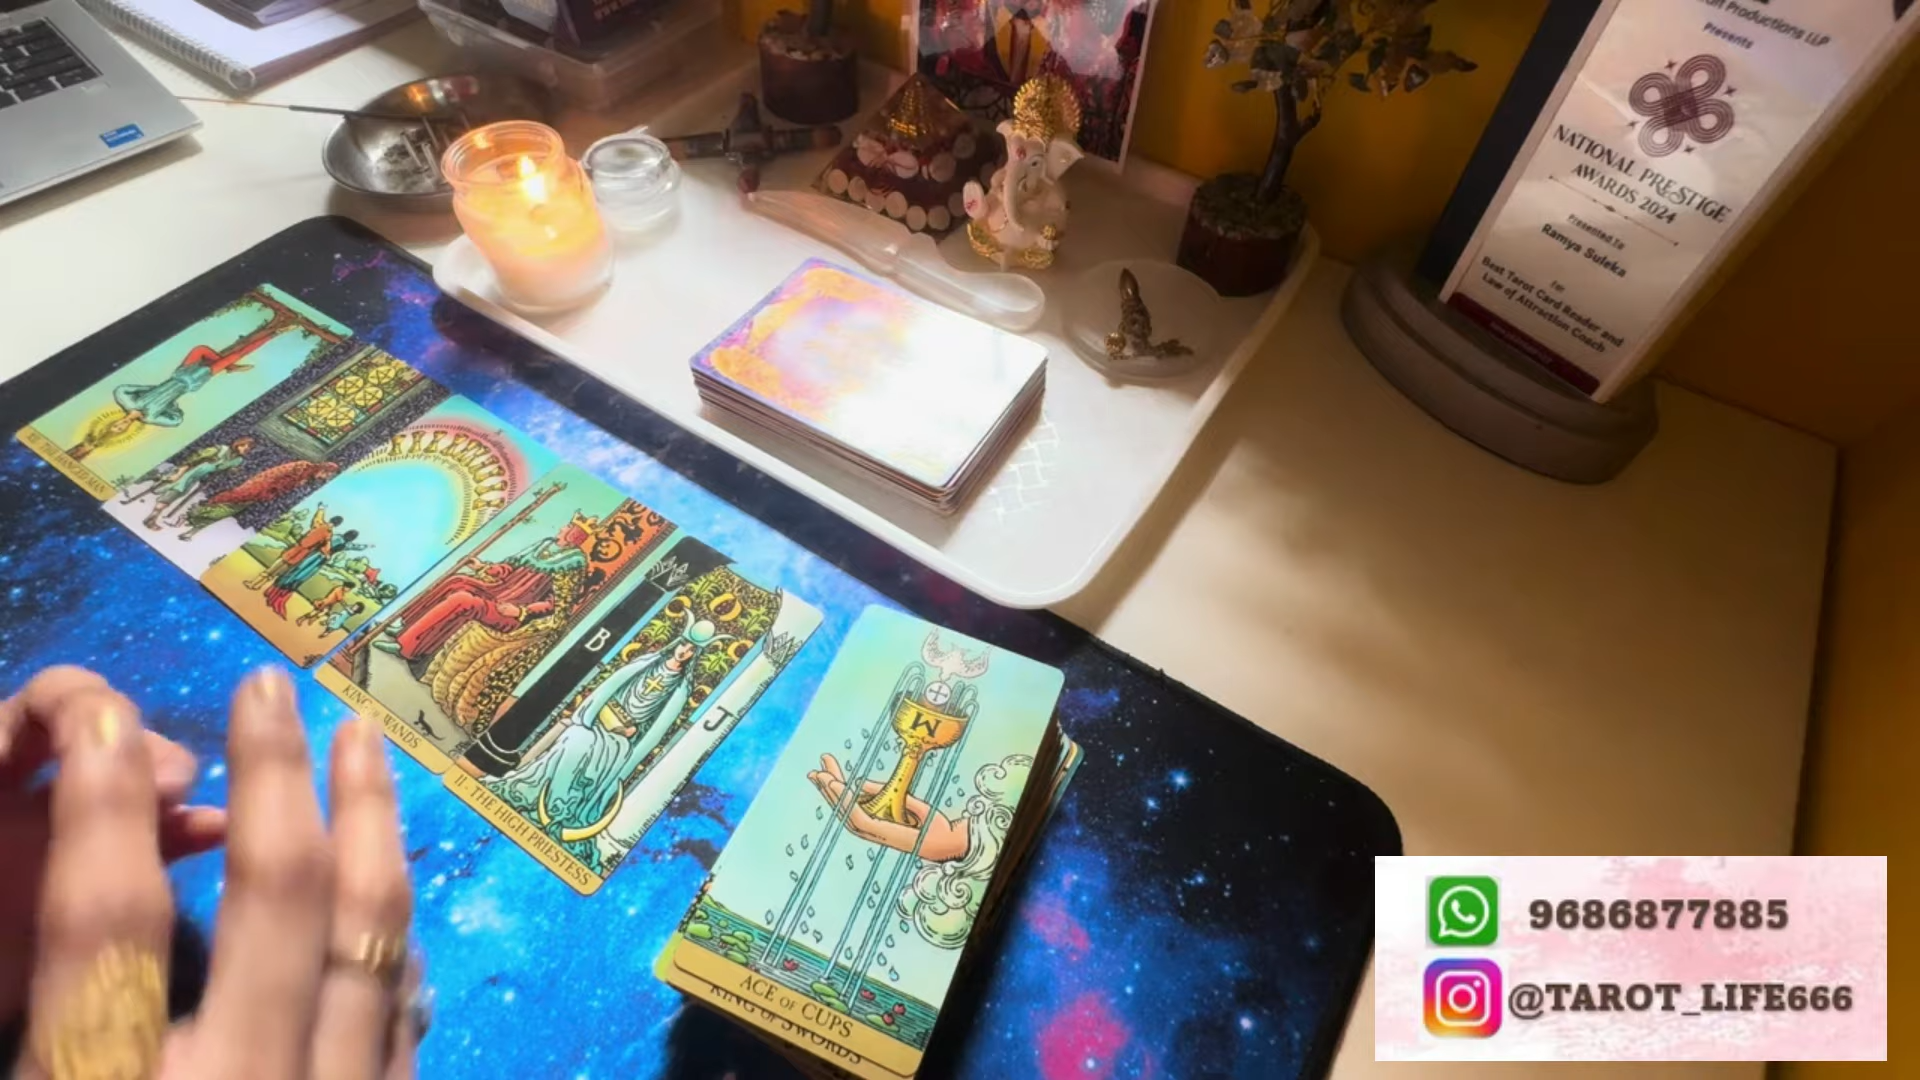 Productions LLP
Presents
NATIONAL PRESTIGE
AWARDS 2024
Presented To
Ramya Suleka
For
Best Tarot Card Reader and
Law of Attraction Coach
XII · THE HANGED MAN
KING OF WANDS
B
J
II · THE HIGH PRIESTESS
ACE OF CUPS
KING OF SWORDS
9686877885
@TAROT_LIFE666